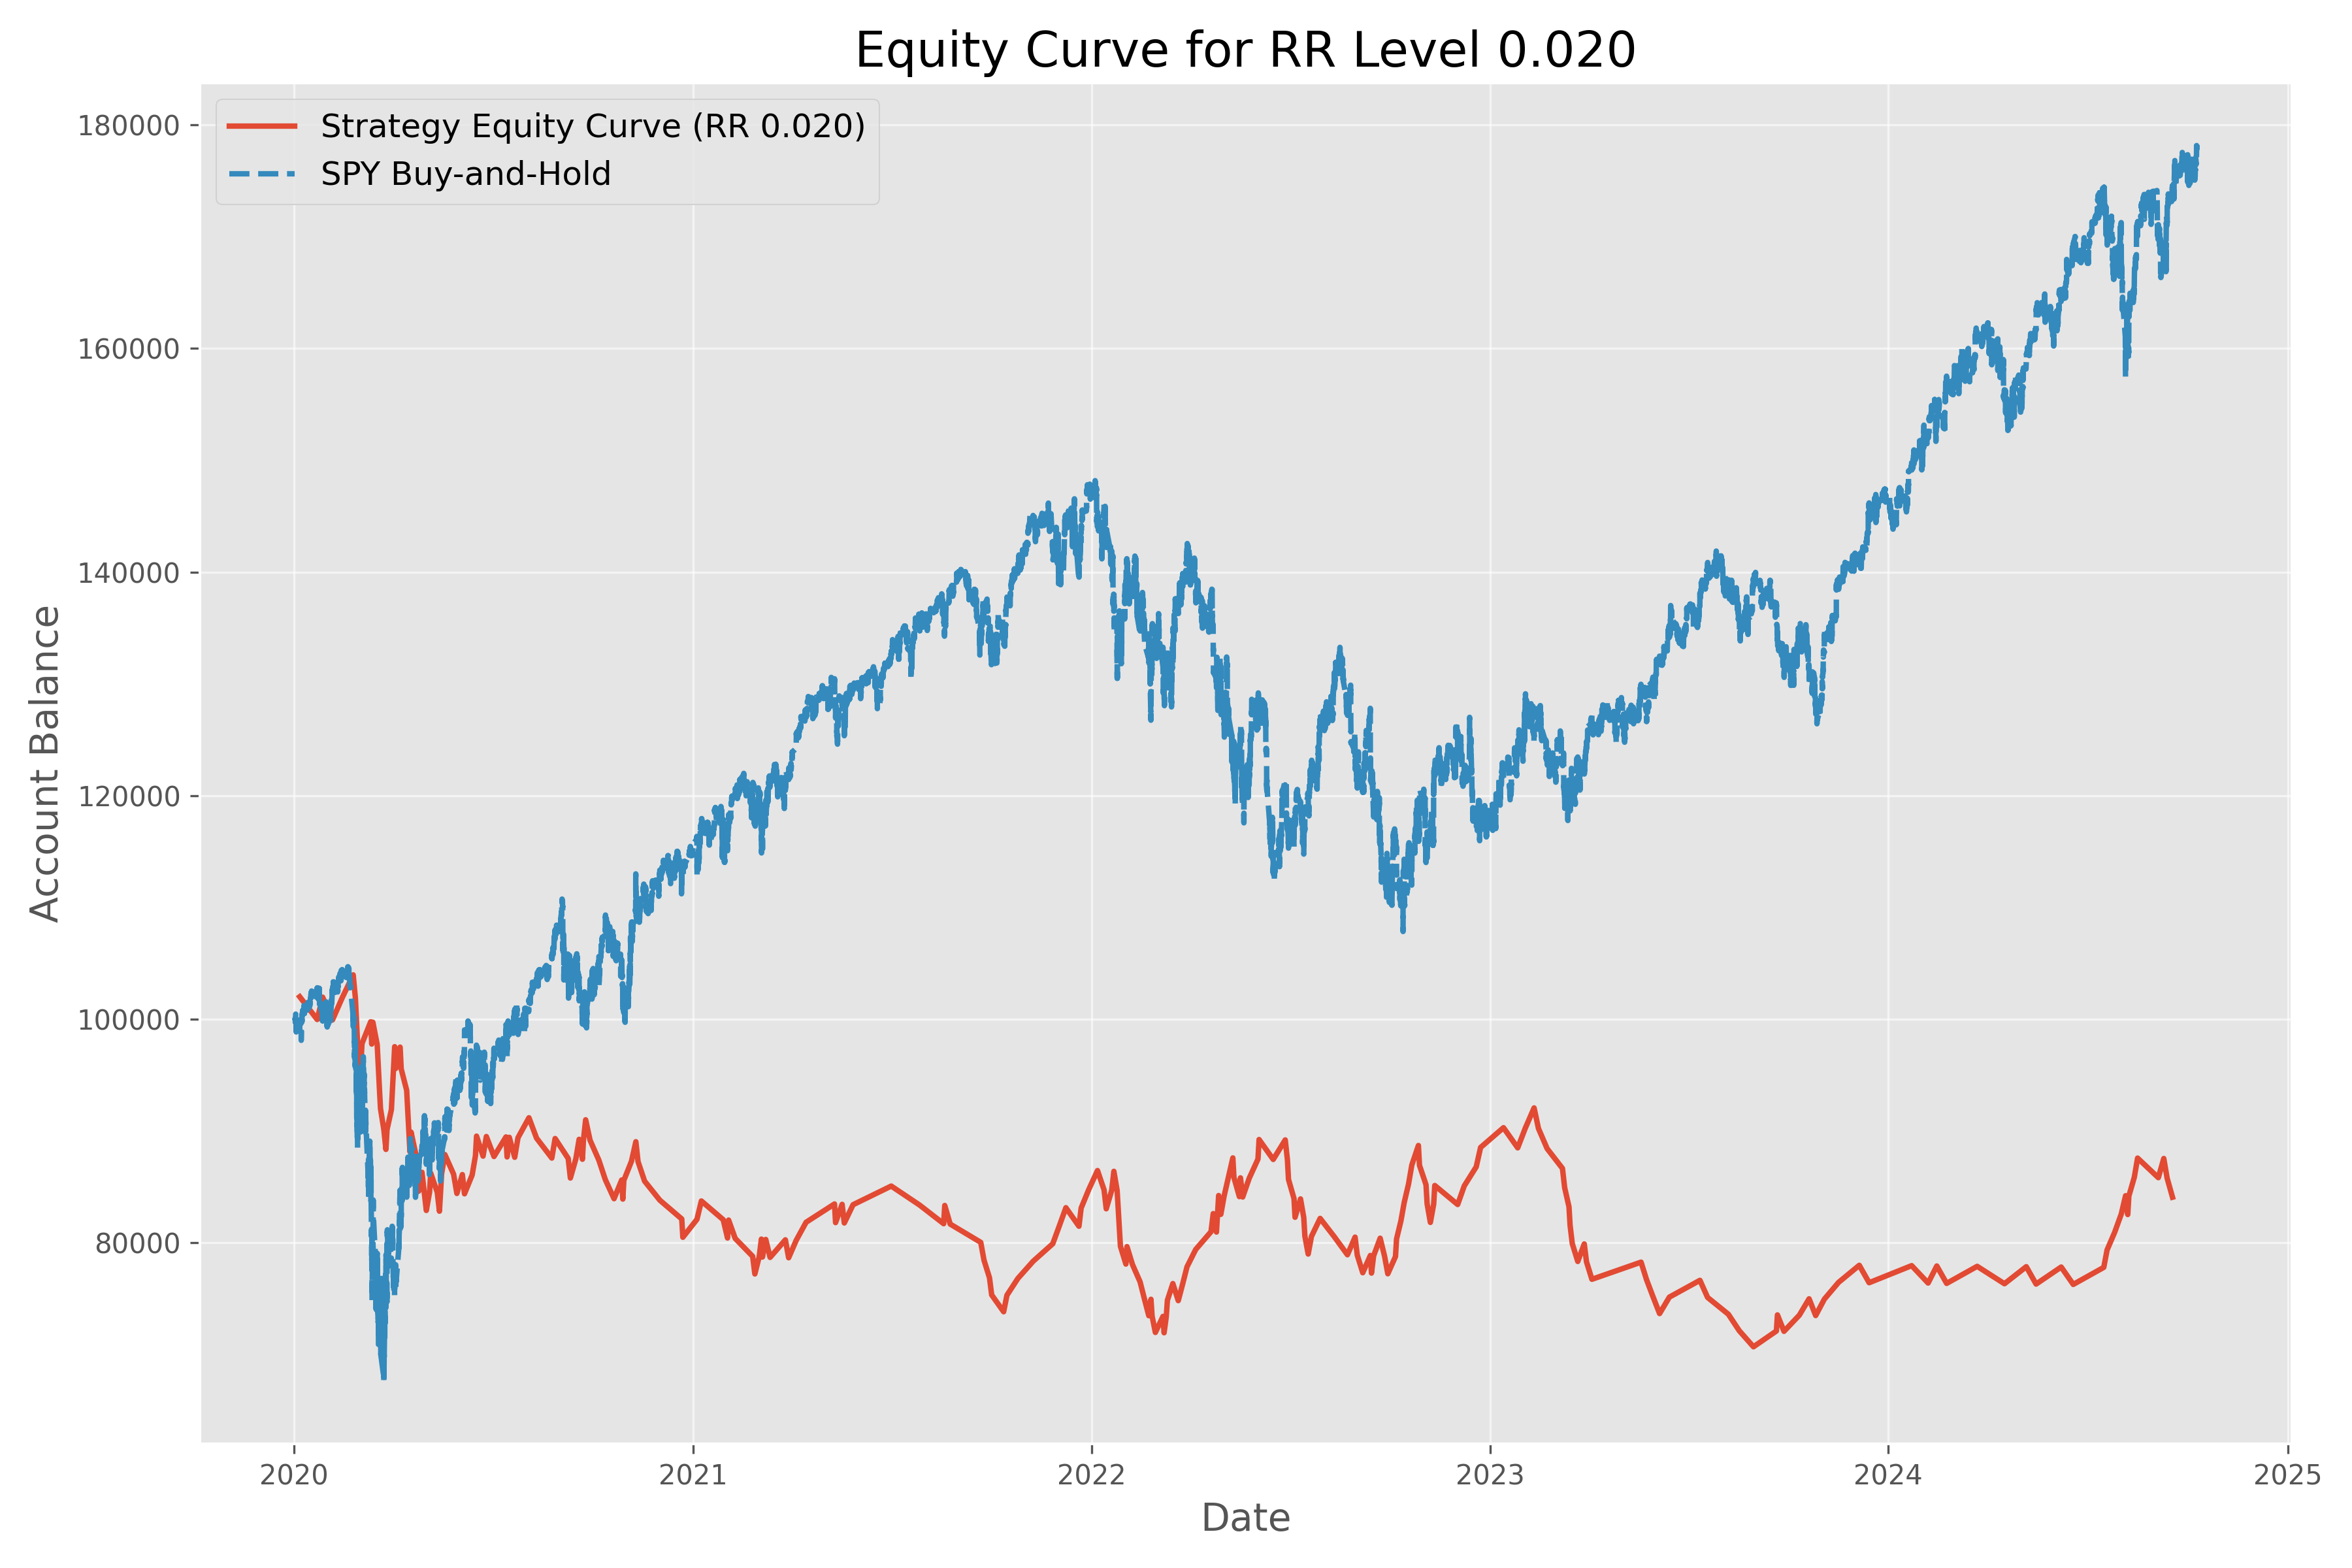 Equity Curve for RR Level 0.020
Strategy Equity Curve (RR 0.020)
SPY Buy-and-Hold
180000
160000
140000
120000
100000
80000
Account Balance
2020 2021 2022 2023 2024 2025
Date